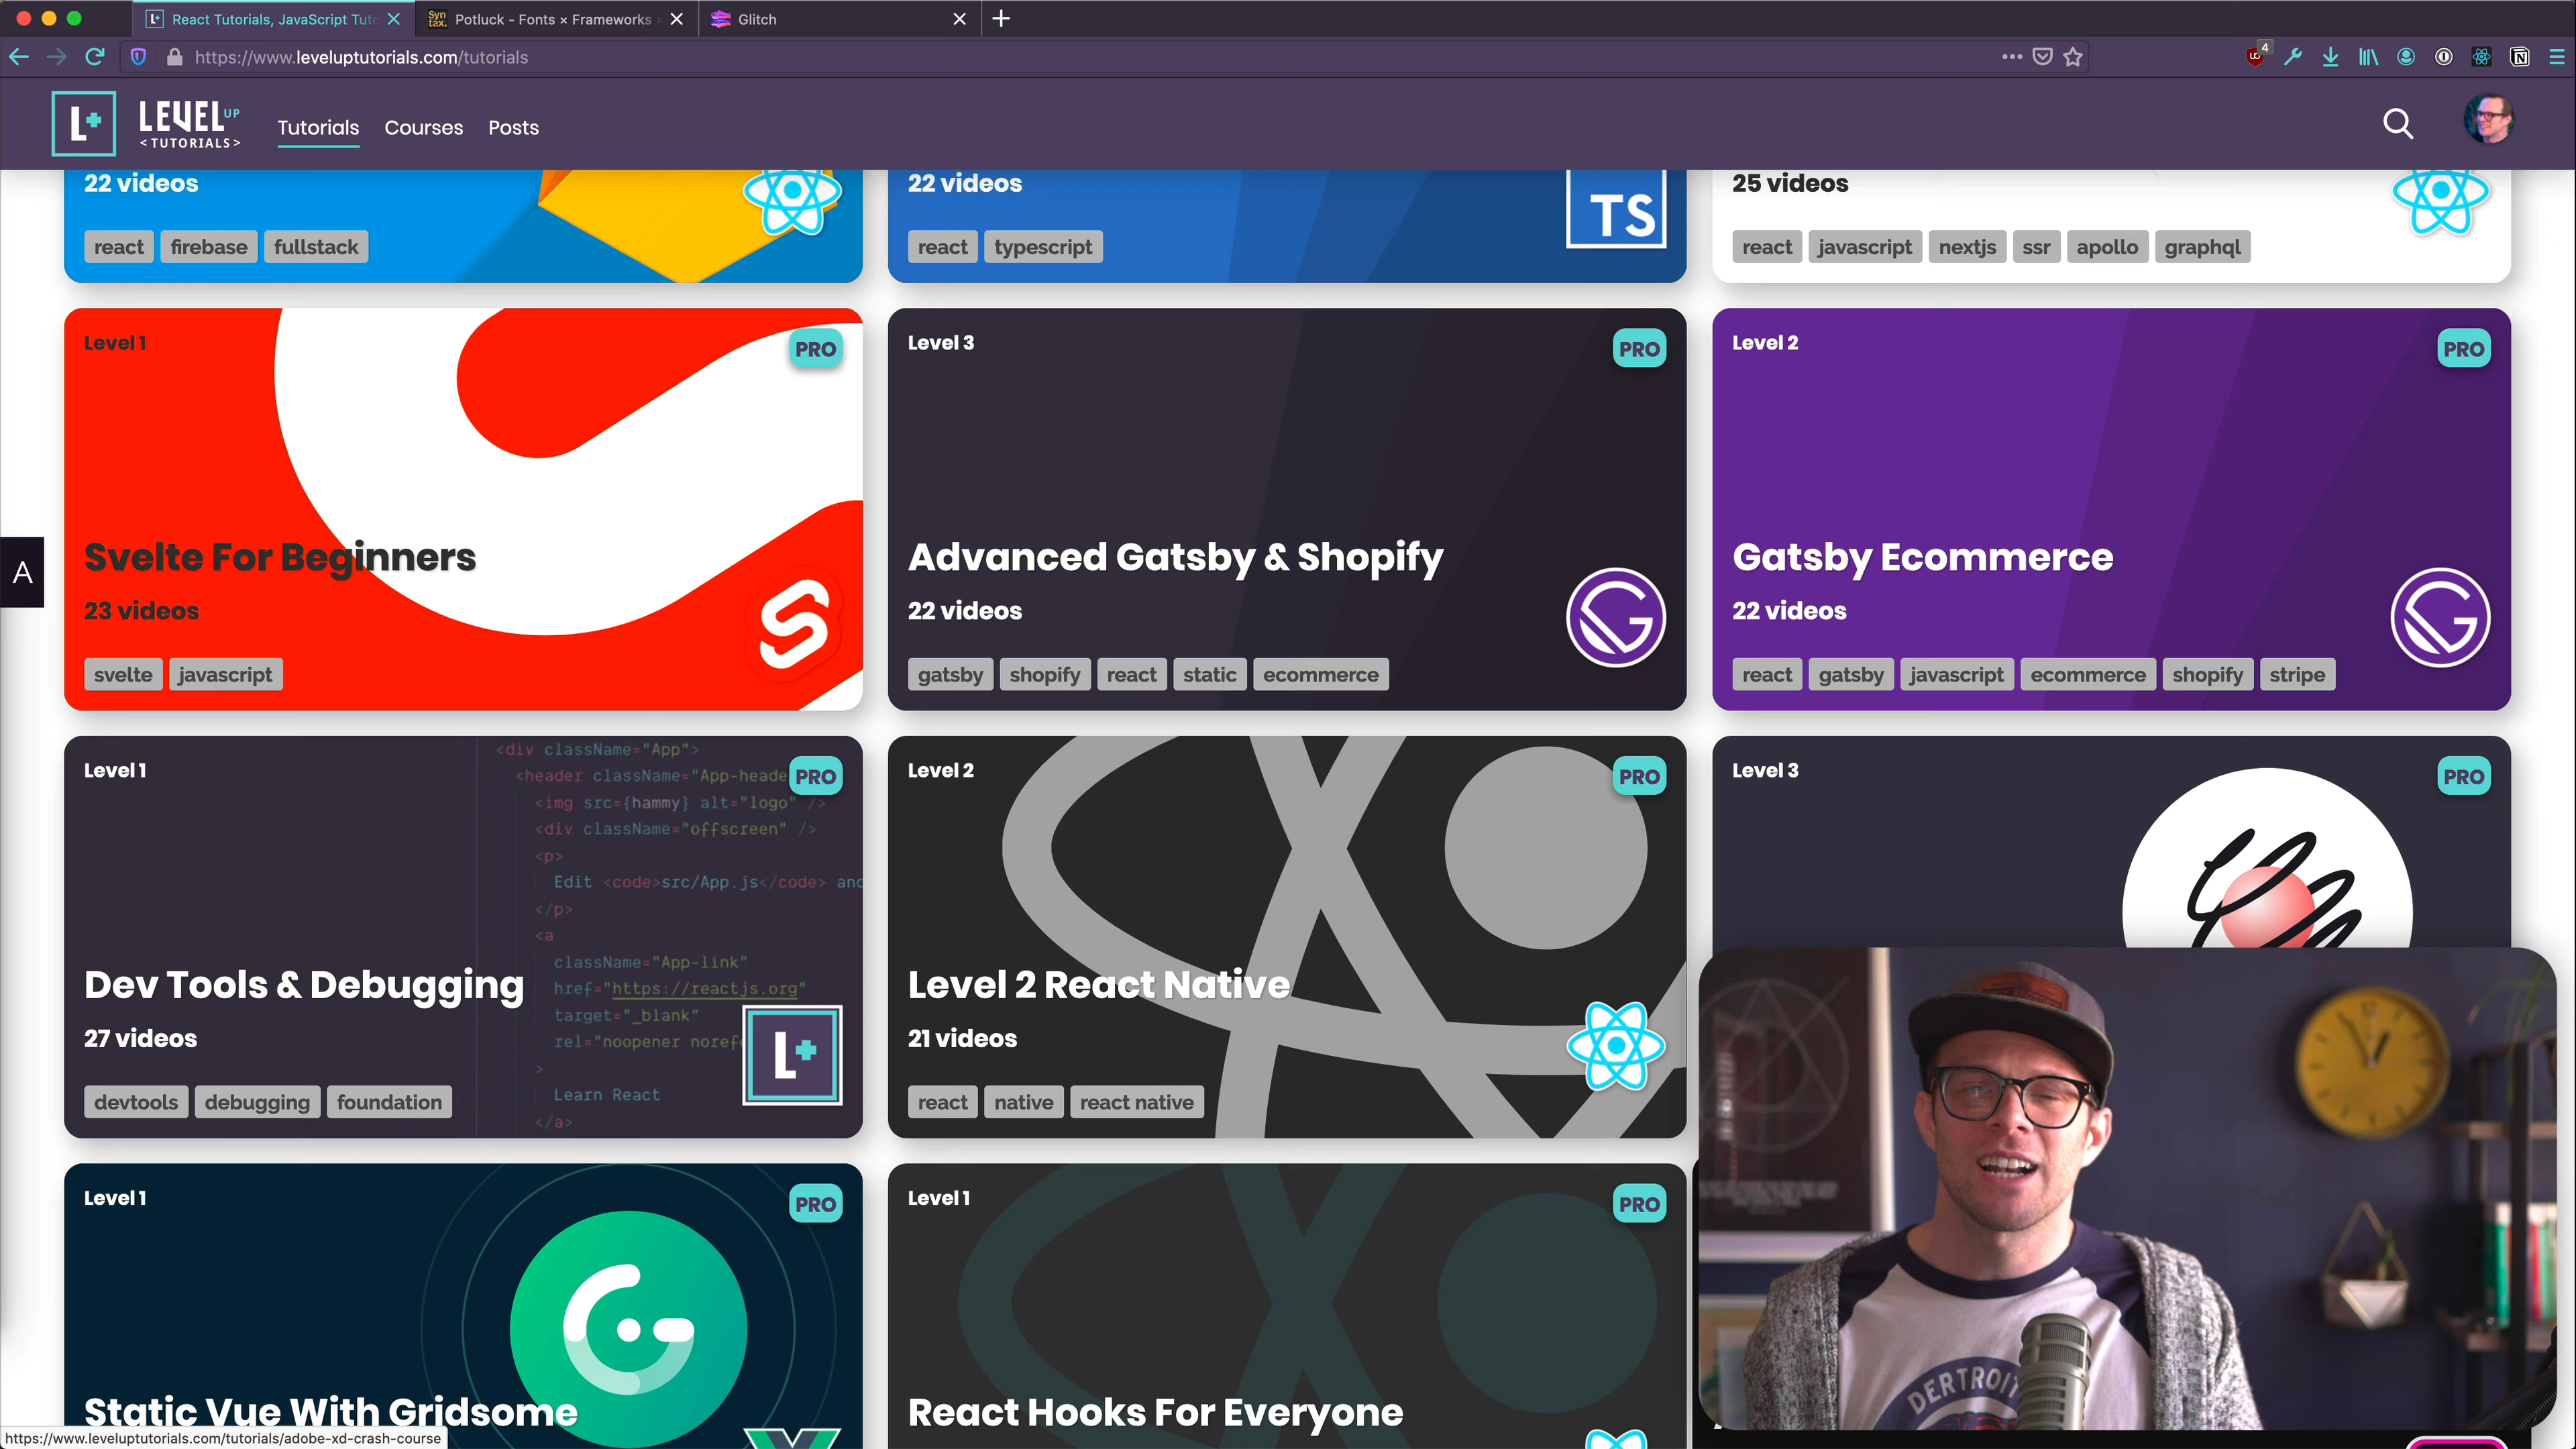 React Tutorials, JavaScript Tuto
Syn
tax.
Potluck - Fonts × Frameworks ×
Glitch
https://www.leveluptutorials.com/tutorials
4
L+
LEVEL UP
<TUTORIALS>
Tutorials
Courses
Posts
22 videos
react
firebase
fullstack
22 videos
TS
react
typescript
25 videos
react
javascript
nextjs
ssr
apollo
graphql
A
Level 1
PRO
Svelte For Beginners
23 videos
svelte
javascript
Level 3
PRO
Advanced Gatsby & Shopify
22 videos
gatsby
shopify
react
static
ecommerce
Level 2
PRO
Gatsby Ecommerce
22 videos
react
gatsby
javascript
ecommerce
shopify
stripe
Level 1
PRO
<div className="App">
<header className="App-heade
<img src={hammy} alt="logo" />
<div className="offscreen" />
<p>
Edit <code>src/App.js</code> and
</p>
<a
className="App-link"
href="https://reactjs.org"
target="_blank"
rel="noopener noref
>
Learn React
</a>
Dev Tools & Debugging
27 videos
L+
devtools
debugging
foundation
Level 2
PRO
Level 2 React Native
21 videos
react
native
react native
Level 3
PRO
Level 1
PRO
Static Vue With Gridsome
Level 1
PRO
React Hooks For Everyone
DERTROIT
https://www.leveluptutorials.com/tutorials/adobe-xd-crash-course